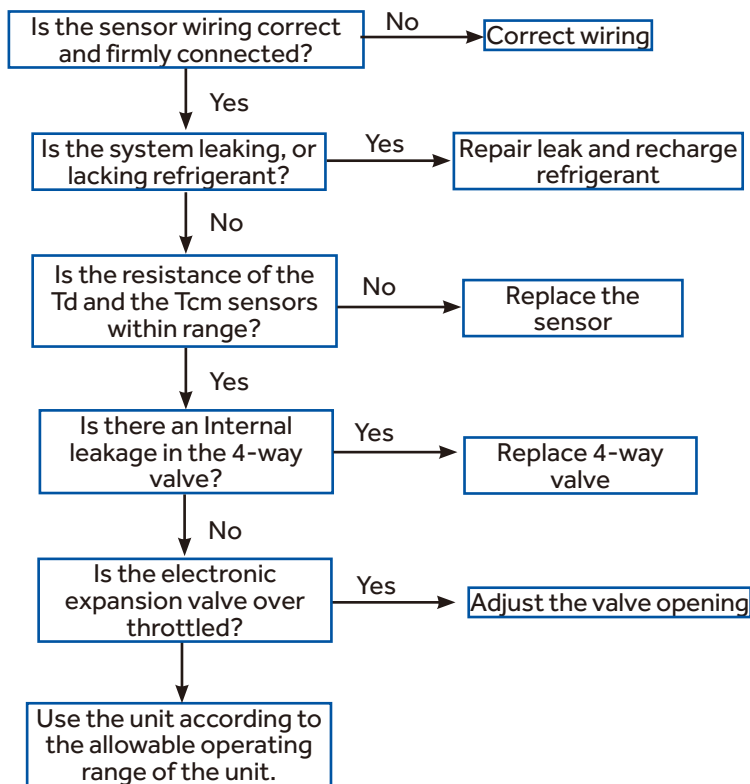 Is the sensor wiring correct
and firmly connected?
No
Correct wiring
Yes
Is the system leaking, or
lacking refrigerant?
Yes
Repair leak and recharge
refrigerant
No
Is the resistance of the
Td and the Tcm sensors
within range?
No
Replace the
sensor
Yes
Is there an Internal
leakage in the 4-way
valve?
Yes
Replace 4-way
valve
No
Is the electronic
expansion valve over
throttled?
Yes
Adjust the valve opening
Use the unit according to
the allowable operating
range of the unit.